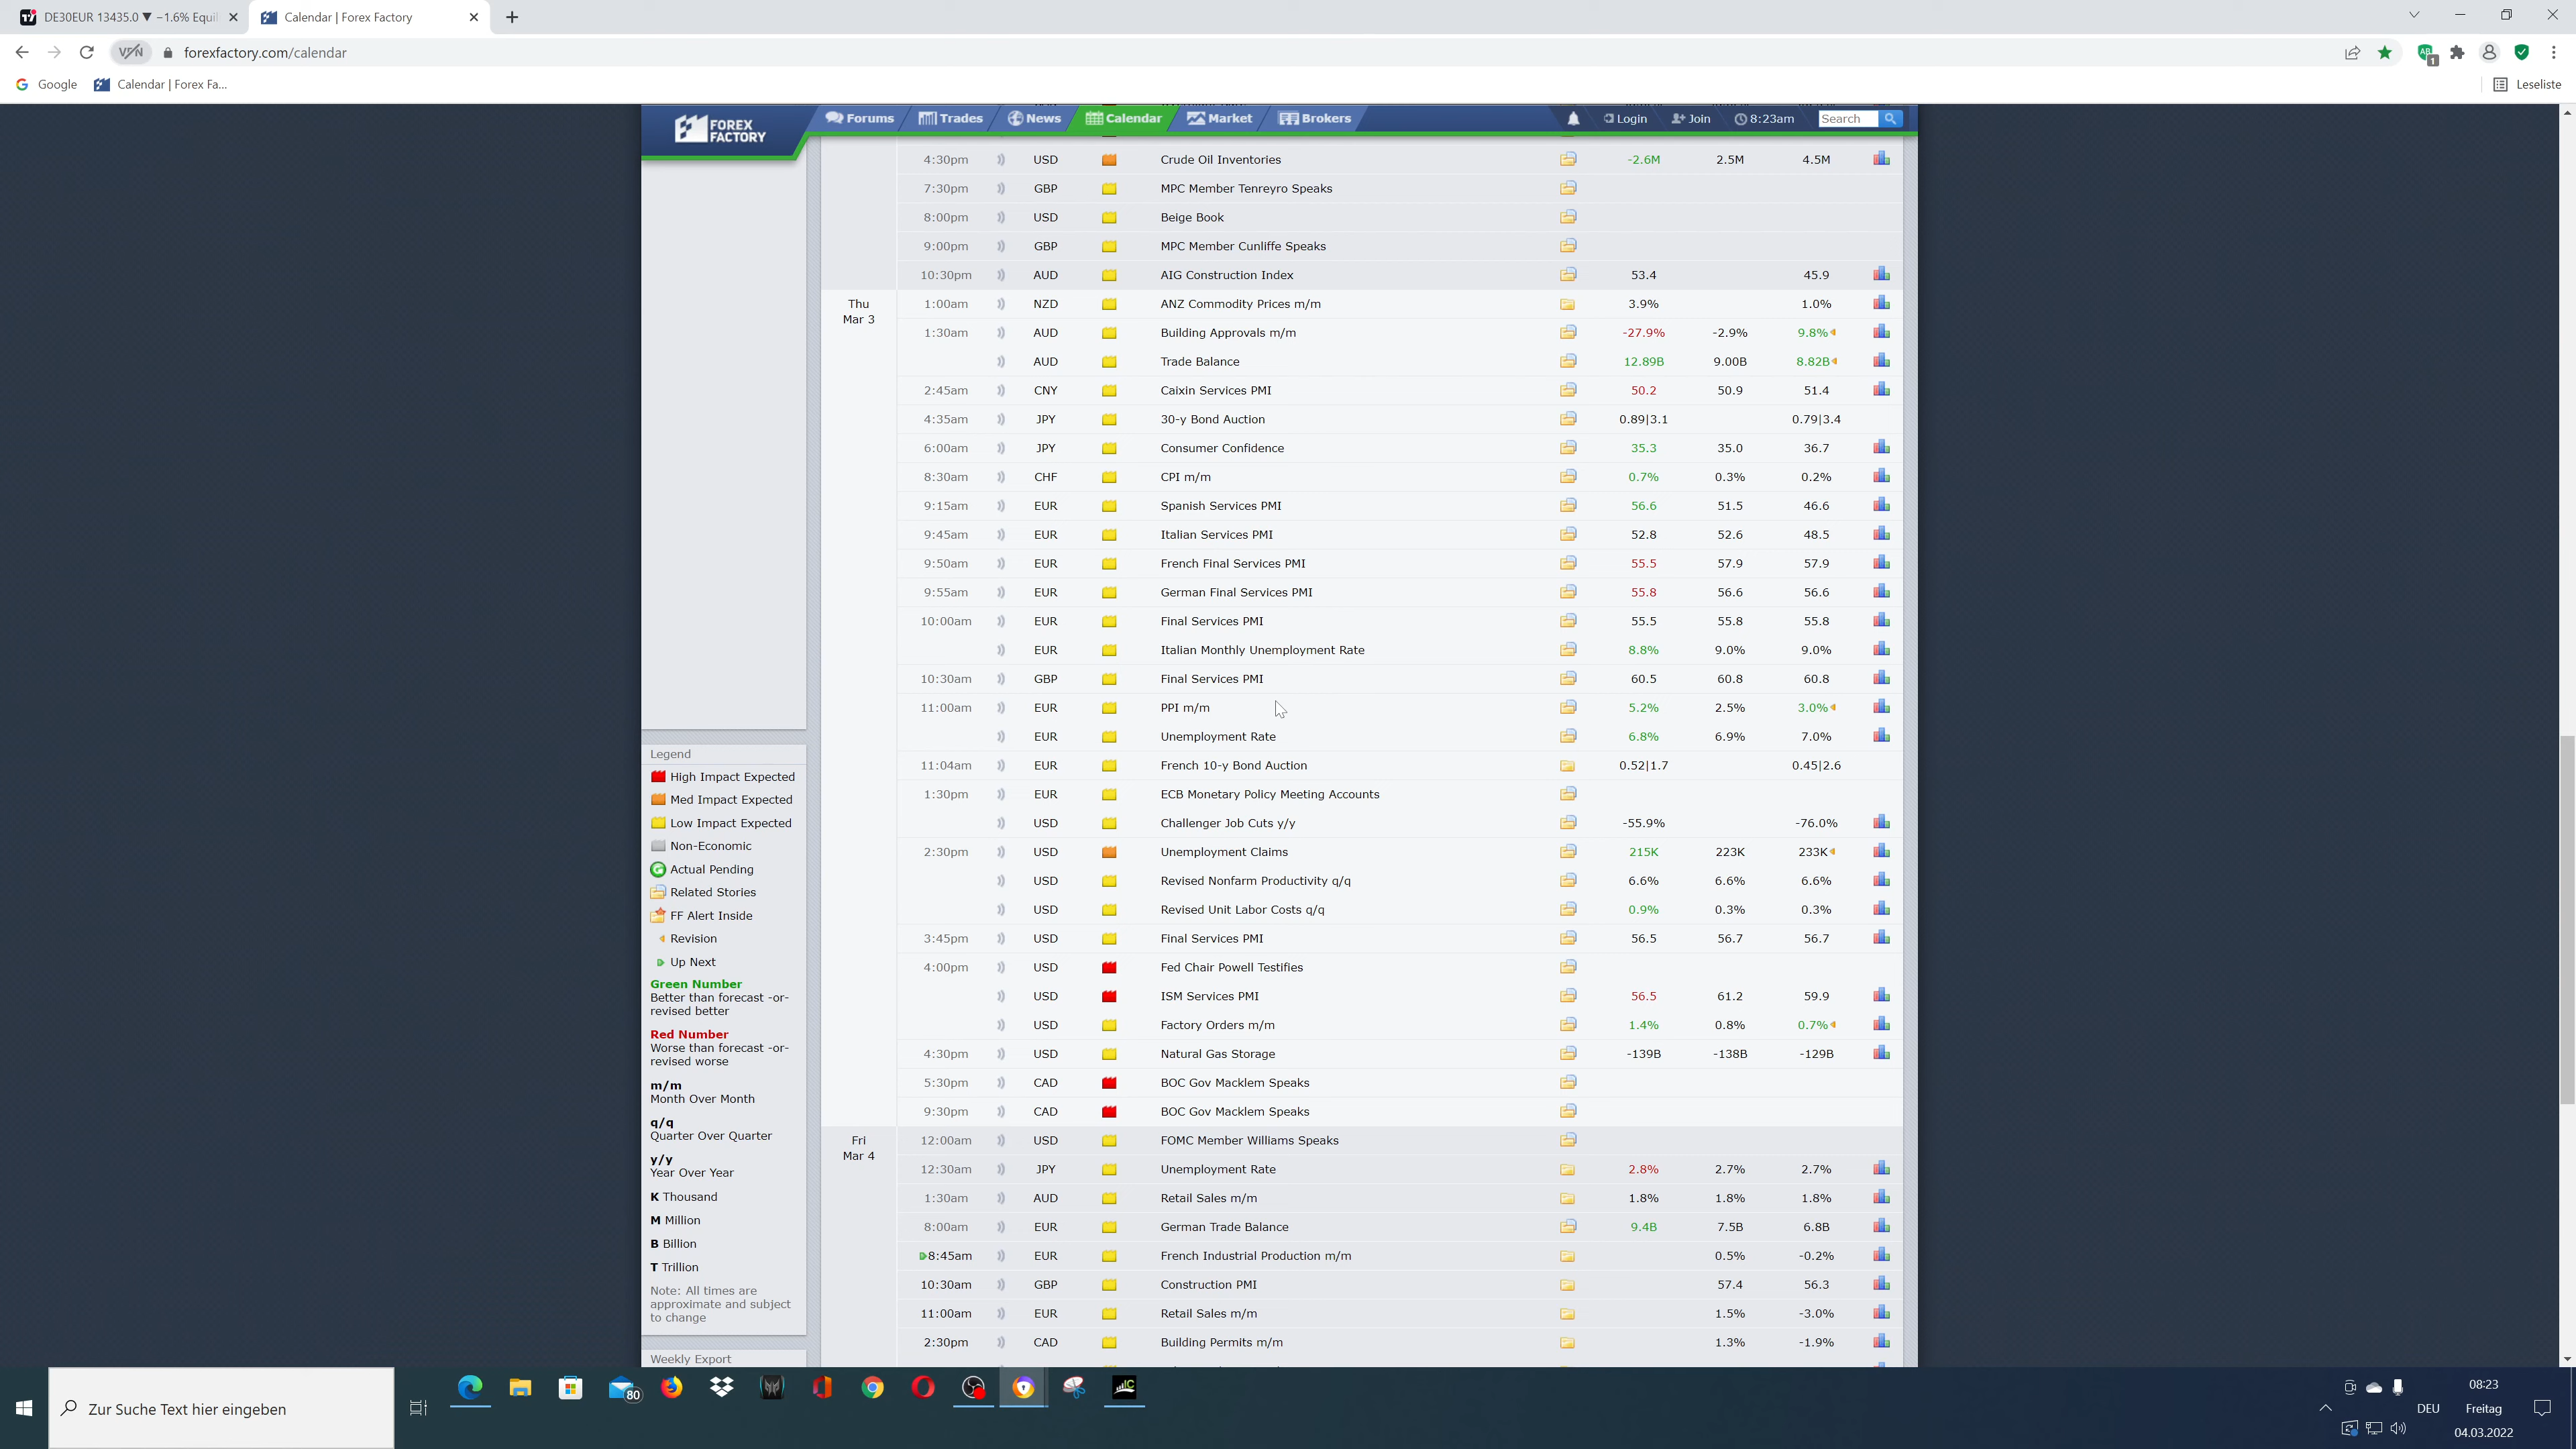 DE30EUR 13435.0 ▼ −1.6% Equi
Calendar | Forex Factory
VPN
forexfactory.com/calendar
1
Google
Calendar | Forex Fa...
Leseliste
FOREX FACTORY
Forums
Trades
News
Calendar
Market
Brokers
Login
Join
8:23am
Search
4:30pm USD Crude Oil Inventories -2.6M 2.5M 4.5M
7:30pm GBP MPC Member Tenreyro Speaks
8:00pm USD Beige Book
9:00pm GBP MPC Member Cunliffe Speaks
10:30pm AUD AIG Construction Index 53.4 45.9
Thu Mar 3
1:00am NZD ANZ Commodity Prices m/m 3.9% 1.0%
1:30am AUD Building Approvals m/m -27.9% -2.9% 9.8%
AUD Trade Balance 12.89B 9.00B 8.82B
2:45am CNY Caixin Services PMI 50.2 50.9 51.4
4:35am JPY 30-y Bond Auction 0.89|3.1 0.79|3.4
6:00am JPY Consumer Confidence 35.3 35.0 36.7
8:30am CHF CPI m/m 0.7% 0.3% 0.2%
9:15am EUR Spanish Services PMI 56.6 51.5 46.6
9:45am EUR Italian Services PMI 52.8 52.6 48.5
9:50am EUR French Final Services PMI 55.5 57.9 57.9
9:55am EUR German Final Services PMI 55.8 56.6 56.6
10:00am EUR Final Services PMI 55.5 55.8 55.8
EUR Italian Monthly Unemployment Rate 8.8% 9.0% 9.0%
10:30am GBP Final Services PMI 60.5 60.8 60.8
11:00am EUR PPI m/m 5.2% 2.5% 3.0%
EUR Unemployment Rate 6.8% 6.9% 7.0%
11:04am EUR French 10-y Bond Auction 0.52|1.7 0.45|2.6
1:30pm EUR ECB Monetary Policy Meeting Accounts
USD Challenger Job Cuts y/y -55.9% -76.0%
2:30pm USD Unemployment Claims 215K 223K 233K
USD Revised Nonfarm Productivity q/q 6.6% 6.6% 6.6%
USD Revised Unit Labor Costs q/q 0.9% 0.3% 0.3%
3:45pm USD Final Services PMI 56.5 56.7 56.7
4:00pm USD Fed Chair Powell Testifies
USD ISM Services PMI 56.5 61.2 59.9
USD Factory Orders m/m 1.4% 0.8% 0.7%
4:30pm USD Natural Gas Storage -139B -138B -129B
5:30pm CAD BOC Gov Macklem Speaks
9:30pm CAD BOC Gov Macklem Speaks
Fri Mar 4
12:00am USD FOMC Member Williams Speaks
12:30am JPY Unemployment Rate 2.8% 2.7% 2.7%
1:30am AUD Retail Sales m/m 1.8% 1.8% 1.8%
8:00am EUR German Trade Balance 9.4B 7.5B 6.8B
8:45am EUR French Industrial Production m/m 0.5% -0.2%
10:30am GBP Construction PMI 57.4 56.3
11:00am EUR Retail Sales m/m 1.5% -3.0%
2:30pm CAD Building Permits m/m 1.3% -1.9%
Legend
High Impact Expected
Med Impact Expected
Low Impact Expected
Non-Economic
Actual Pending
Related Stories
FF Alert Inside
Revision
Up Next
Green Number
Better than forecast -or-
revised better
Red Number
Worse than forecast -or-
revised worse
m/m
Month Over Month
q/q
Quarter Over Quarter
y/y
Year Over Year
K Thousand
M Million
B Billion
T Trillion
Note: All times are
approximate and subject
to change
Weekly Export
Zur Suche Text hier eingeben
80
IC
DEU
08:23
Freitag
04.03.2022